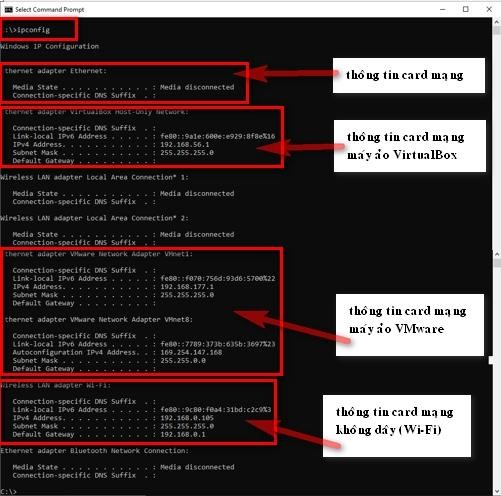 Select Command Prompt
:\>ipconfig
Windows IP Configuration
thernet adapter Ethernet:
Media State . . . . . . . . . . . : Media disconnected
Connection-specific DNS Suffix . :
thông tin card mạng
thernet adapter VirtualBox Host-Only Network:
Connection-specific DNS Suffix . :
Link-local IPv6 Address . . . . . : fe80::9a1e:600e:e929:8f8e%16
IPv4 Address. . . . . . . . . . . : 192.168.56.1
Subnet Mask . . . . . . . . . . . : 255.255.255.0
Default Gateway . . . . . . . . . :
thông tin card mạng
máy ảo VirtualBox
Wireless LAN adapter Local Area Connection* 1:
Media State . . . . . . . . . . . : Media disconnected
Connection-specific DNS Suffix . :
Wireless LAN adapter Local Area Connection* 2:
Media State . . . . . . . . . . . : Media disconnected
Connection-specific DNS Suffix . :
thernet adapter VMware Network Adapter VMnet1:
Connection-specific DNS Suffix . :
Link-local IPv6 Address . . . . . : fe80::f070:756d:93d6:5700%22
IPv4 Address. . . . . . . . . . . : 192.168.177.1
Subnet Mask . . . . . . . . . . . : 255.255.255.0
Default Gateway . . . . . . . . . :
thernet adapter VMware Network Adapter VMnet8:
Connection-specific DNS Suffix . :
Link-local IPv6 Address . . . . . : fe80::7789:373b:635b:3697%23
Autoconfiguration IPv4 Address. . : 169.254.147.168
Subnet Mask . . . . . . . . . . . : 255.255.0.0
Default Gateway . . . . . . . . . :
thông tin card mạng
máy ảo VMware
Wireless LAN adapter Wi-Fi:
Connection-specific DNS Suffix . :
Link-local IPv6 Address . . . . . : fe80::9c80:f0a4:31bd:c2c9%3
IPv4 Address. . . . . . . . . . . : 192.168.0.105
Subnet Mask . . . . . . . . . . . : 255.255.255.0
Default Gateway . . . . . . . . . : 192.168.0.1
thông tin card mạng
không dây (Wi-Fi)
Ethernet adapter Bluetooth Network Connection:
Media State . . . . . . . . . . . : Media disconnected
Connection-specific DNS Suffix . :
C:\>